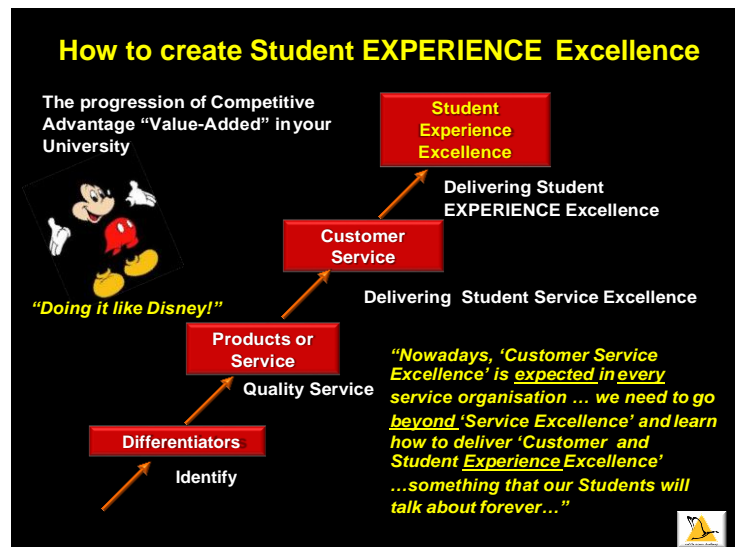 How to create Student EXPERIENCE Excellence
The progression of Competitive
Advantage “Value-Added” in your
University
Student
Experience
Excellence
Delivering Student
EXPERIENCE Excellence
Customer
Service
Delivering Student Service Excellence
“Doing it like Disney!”
Products or
Service
Quality Service
“Nowadays, ‘Customer Service
Excellence’ is expected in every
service organisation … we need to go
beyond ‘Service Excellence’ and learn
how to deliver ‘Customer and
Student Experience Excellence’
…something that our Students will
talk about forever…”
Differentiators
Identify